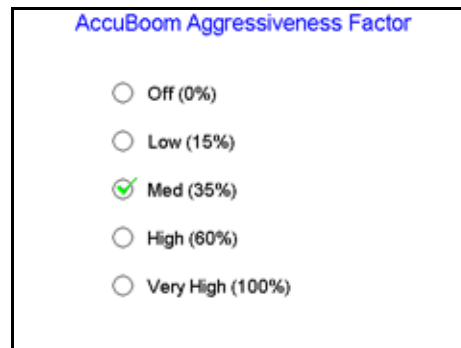 AccuBoom Aggressiveness Factor
Off (0%)
Low (15%)
Med (35%)
High (60%)
Very High (100%)